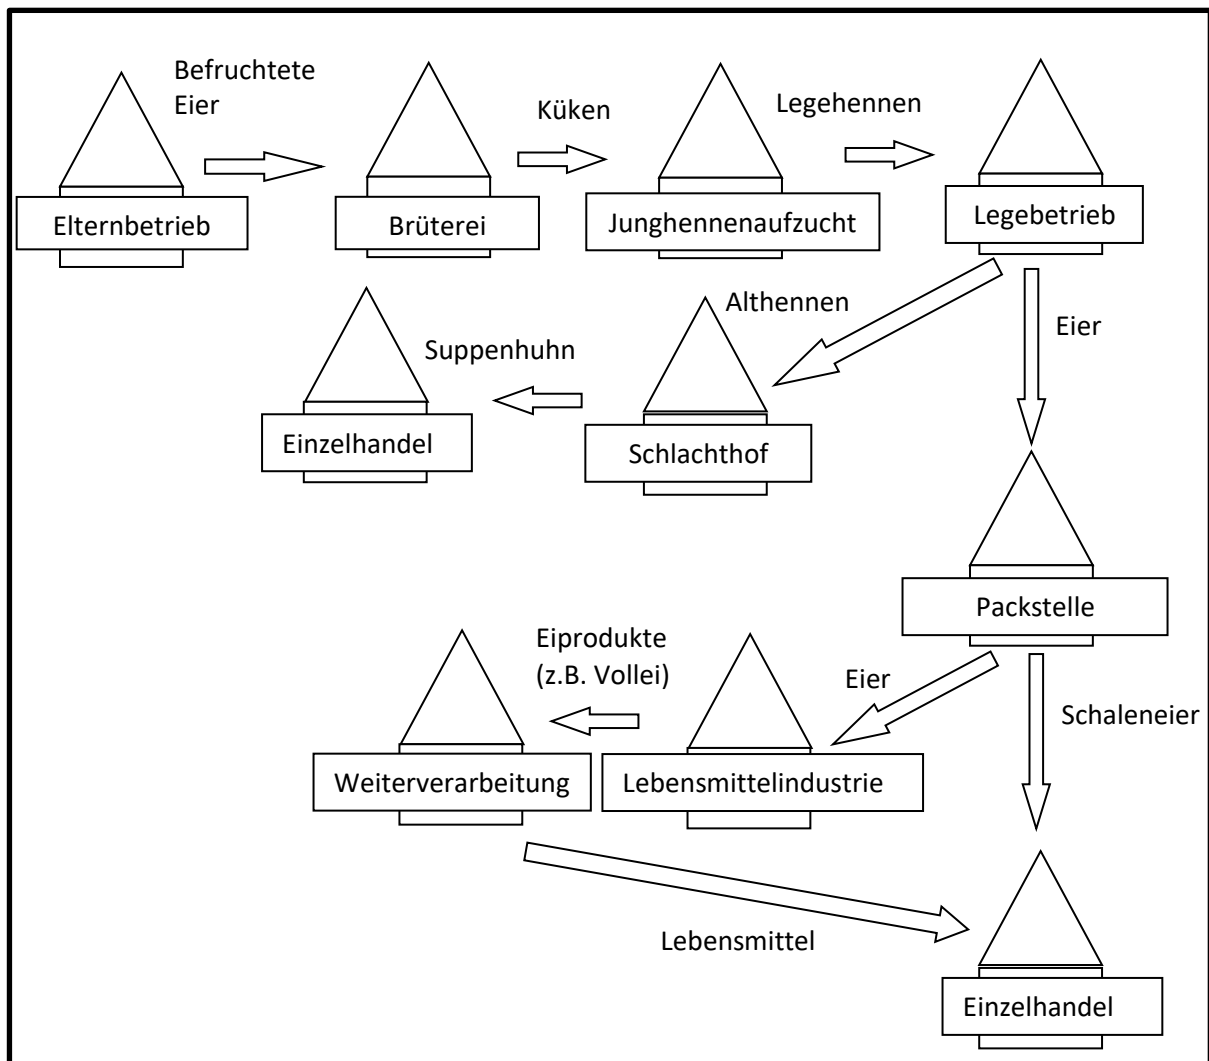 Befruchtete
Eier
Küken
Legehennen
Elternbetrieb
Brüterei
Junghennenaufzucht
Legebetrieb
Althennen
Eier
Suppenhuhn
Einzelhandel
Schlachthof
Packstelle
Eiprodukte
(z.B. Vollei)
Eier
Schaleneier
Weiterverarbeitung
Lebensmittelindustrie
Lebensmittel
Einzelhandel